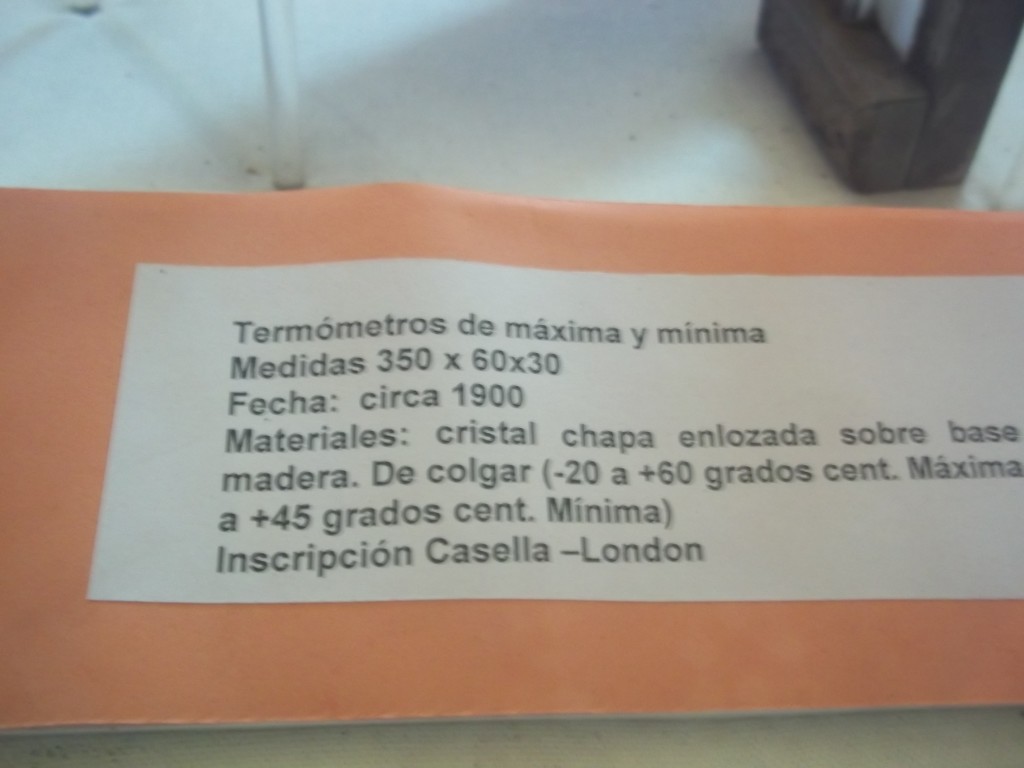 Termómetros de máxima y mínima
Medidas 350 x 60x30
Fecha: circa 1900
Materiales: cristal chapa enlozada sobre base
madera. De colgar (-20 a +60 grados cent. Máxima
a +45 grados cent. Mínima)
Inscripción Casella –London